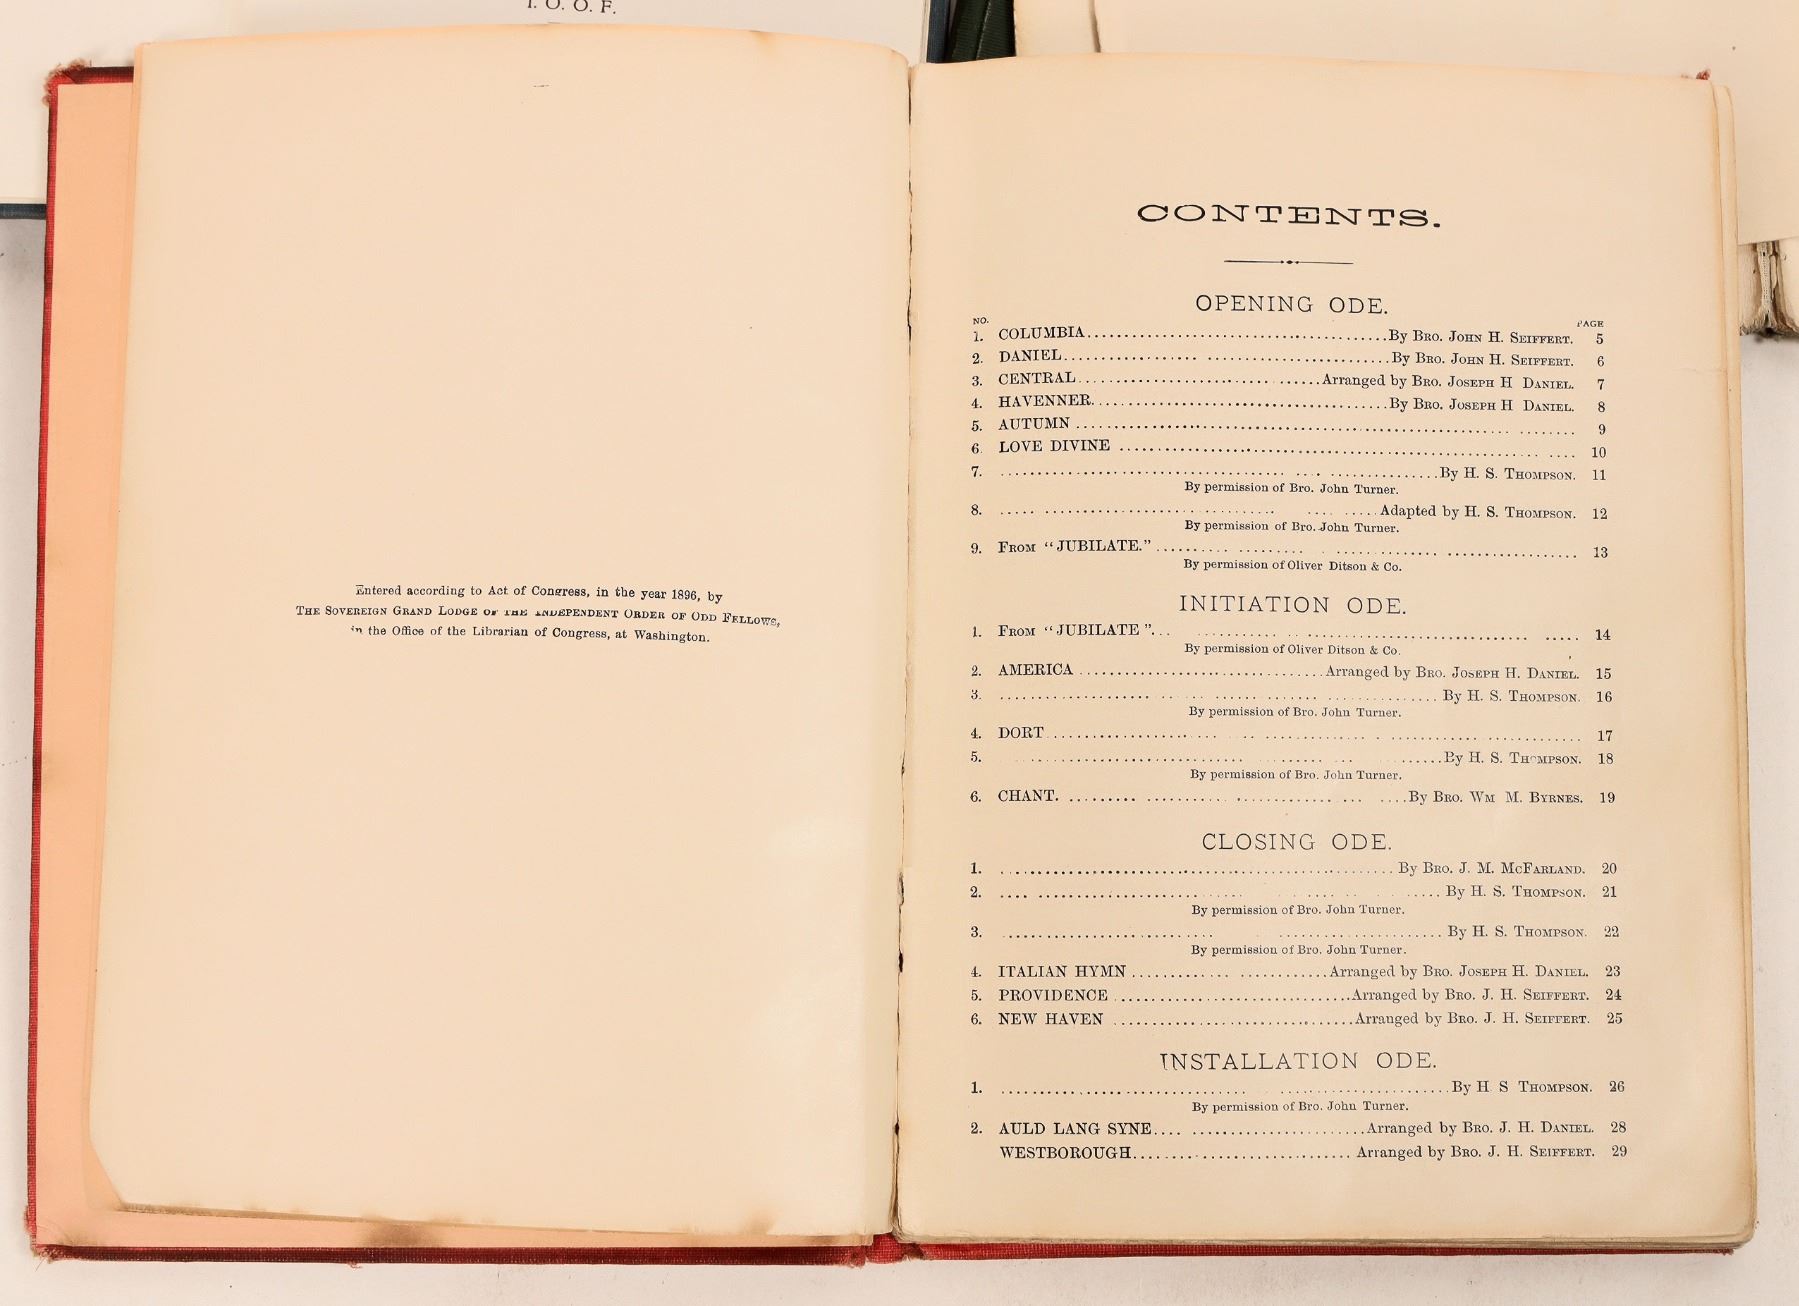 I. O. O. F.
Entered according to Act of Congress, in the year 1896, by
THE SOVEREIGN GRAND LODGE OF THE INDEPENDENT ORDER OF ODD FELLOWS,
in the Office of the Librarian of Congress, at Washington.
CONTENTS.
OPENING ODE.
NO. PAGE
1. COLUMBIA........By BRO. JOHN H. SEIFFERT. 5
2. DANIEL........By BRO. JOHN H. SEIFFERT. 6
3. CENTRAL........Arranged by BRO. JOSEPH H DANIEL. 7
4. HAVENNER........By BRO. JOSEPH H DANIEL. 8
5. AUTUMN ........ 9
6. LOVE DIVINE ........ 10
7. ........By H. S. THOMPSON. 11
By permission of Bro. John Turner.
8. ........Adapted by H. S. THOMPSON. 12
By permission of Bro. John Turner.
9. FROM "JUBILATE."........ 13
By permission of Oliver Ditson & Co.
INITIATION ODE.
1. FROM "JUBILATE"........ 14
By permission of Oliver Ditson & Co.
2. AMERICA ........Arranged by BRO. JOSEPH H. DANIEL. 15
3. ........By H. S. THOMPSON. 16
By permission of Bro. John Turner.
4. DORT ........ 17
5. ........By H. S. THOMPSON. 18
By permission of Bro. John Turner.
6. CHANT. ........By BRO. WM M. BYRNES. 19
CLOSING ODE.
1. ........By BRO. J. M. MCFARLAND. 20
2. ........By H. S. THOMPSON. 21
By permission of Bro. John Turner.
3. ........By H. S. THOMPSON. 22
By permission of Bro. John Turner.
4. ITALIAN HYMN ........Arranged by BRO. JOSEPH H. DANIEL. 23
5. PROVIDENCE ........Arranged by BRO. J. H. SEIFFERT. 24
6. NEW HAVEN ........Arranged by BRO. J. H. SEIFFERT. 25
INSTALLATION ODE.
1. ........By H S THOMPSON. 26
By permission of Bro. John Turner.
2. AULD LANG SYNE........Arranged by BRO. J. H. DANIEL. 28
WESTBOROUGH........Arranged by BRO. J. H. SEIFFERT. 29